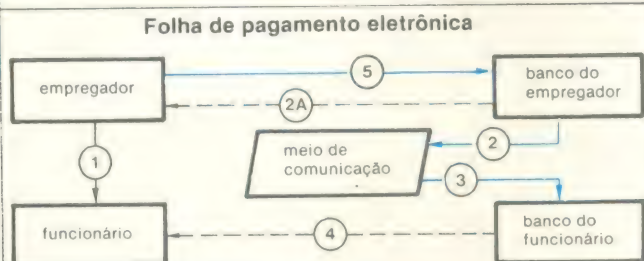 Folha de pagamento eletrônica
empregador
5
banco do
empregador
2A
1
meio de
comunicação
2
3
funcionário
4
banco do
funcionário